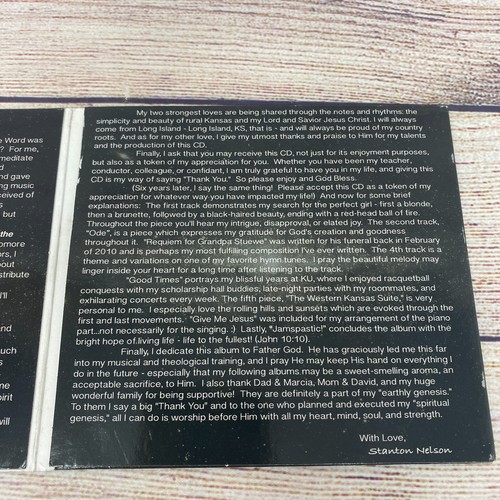 e Word was
? For me,
meditate
d
nd gave
ng music
ceived of
s
but
the
omore
ors, I
bout
stribute
I'll
and
uch
s
ne
pirit
will
My two strongest loves are being shared through the notes and rhythms: the
simplicity and beauty of rural Kansas and my Lord and Savior Jesus Christ. I will always
come from Long Island - Long Island, KS, that is - and will always be proud of my country
roots. And as for my other love, I give my utmost thanks and praise to Him for my talents
and the production of this CD.
Finally, I ask that you may receive this CD, not just for its enjoyment purposes,
but also as a token of my appreciation for you. Whether you have been my teacher,
conductor, colleague, or confidant, I am truly grateful to have you in my life, and giving this
CD is my way of saying "Thank You." So please enjoy and God Bless.
(Six years later, I say the same thing! Please accept this CD as a token of my
appreciation for whatever way you have impacted my life!) And now for some brief
explanations: The first track demonstrates my search for the perfect girl - first a blonde,
then a brunette, followed by a black-haired beauty, ending with a red-head ball of fire.
Throughout the piece you'll hear my intrigue, disapproval, or elated joy. The second track,
"Ode", is a piece which expresses my gratitude for God's creation and goodness
throughout it. "Requiem for Grandpa Stuewe" was written for his funeral back in February
of 2010 and is perhaps my most fulfilling composition I've ever written. The 4th track is a
theme and variations on one of my favorite hymn tunes. I pray the beautiful melody may
linger inside your heart for a long time after listening to the track.
"Good Times" portrays my blissful years at KU, where I enjoyed racquetball
conquests with my scholarship hall buddies, late-night parties with my roommates, and
exhilarating concerts every week. The fifth piece, "The Western Kansas Suite," is very
personal to me. I especially love the rolling hills and sunsets which are evoked through the
first and last movements. "Give Me Jesus" was included for my arrangement of the piano
part...not necessarily for the singing. :) Lastly, "Jamspastic!" concludes the album with the
bright hope of living life - life to the fullest! (John 10:10).
Finally, I dedicate this album to Father God. He has graciously led me this far
into my musical and theological training, and I pray He may keep His hand on everything I
do in the future - especially that my following albums may be a sweet-smelling aroma, an
acceptable sacrifice, to Him. I also thank Dad & Marcia, Mom & David, and my huge
wonderful family for being supportive! They are definitely a part of my "earthly genesis."
To them I say a big "Thank You" and to the one who planned and executed my "spiritual
genesis," all I can do is worship before Him with all my heart, mind, soul, and strength.
With Love,
Stanton Nelson